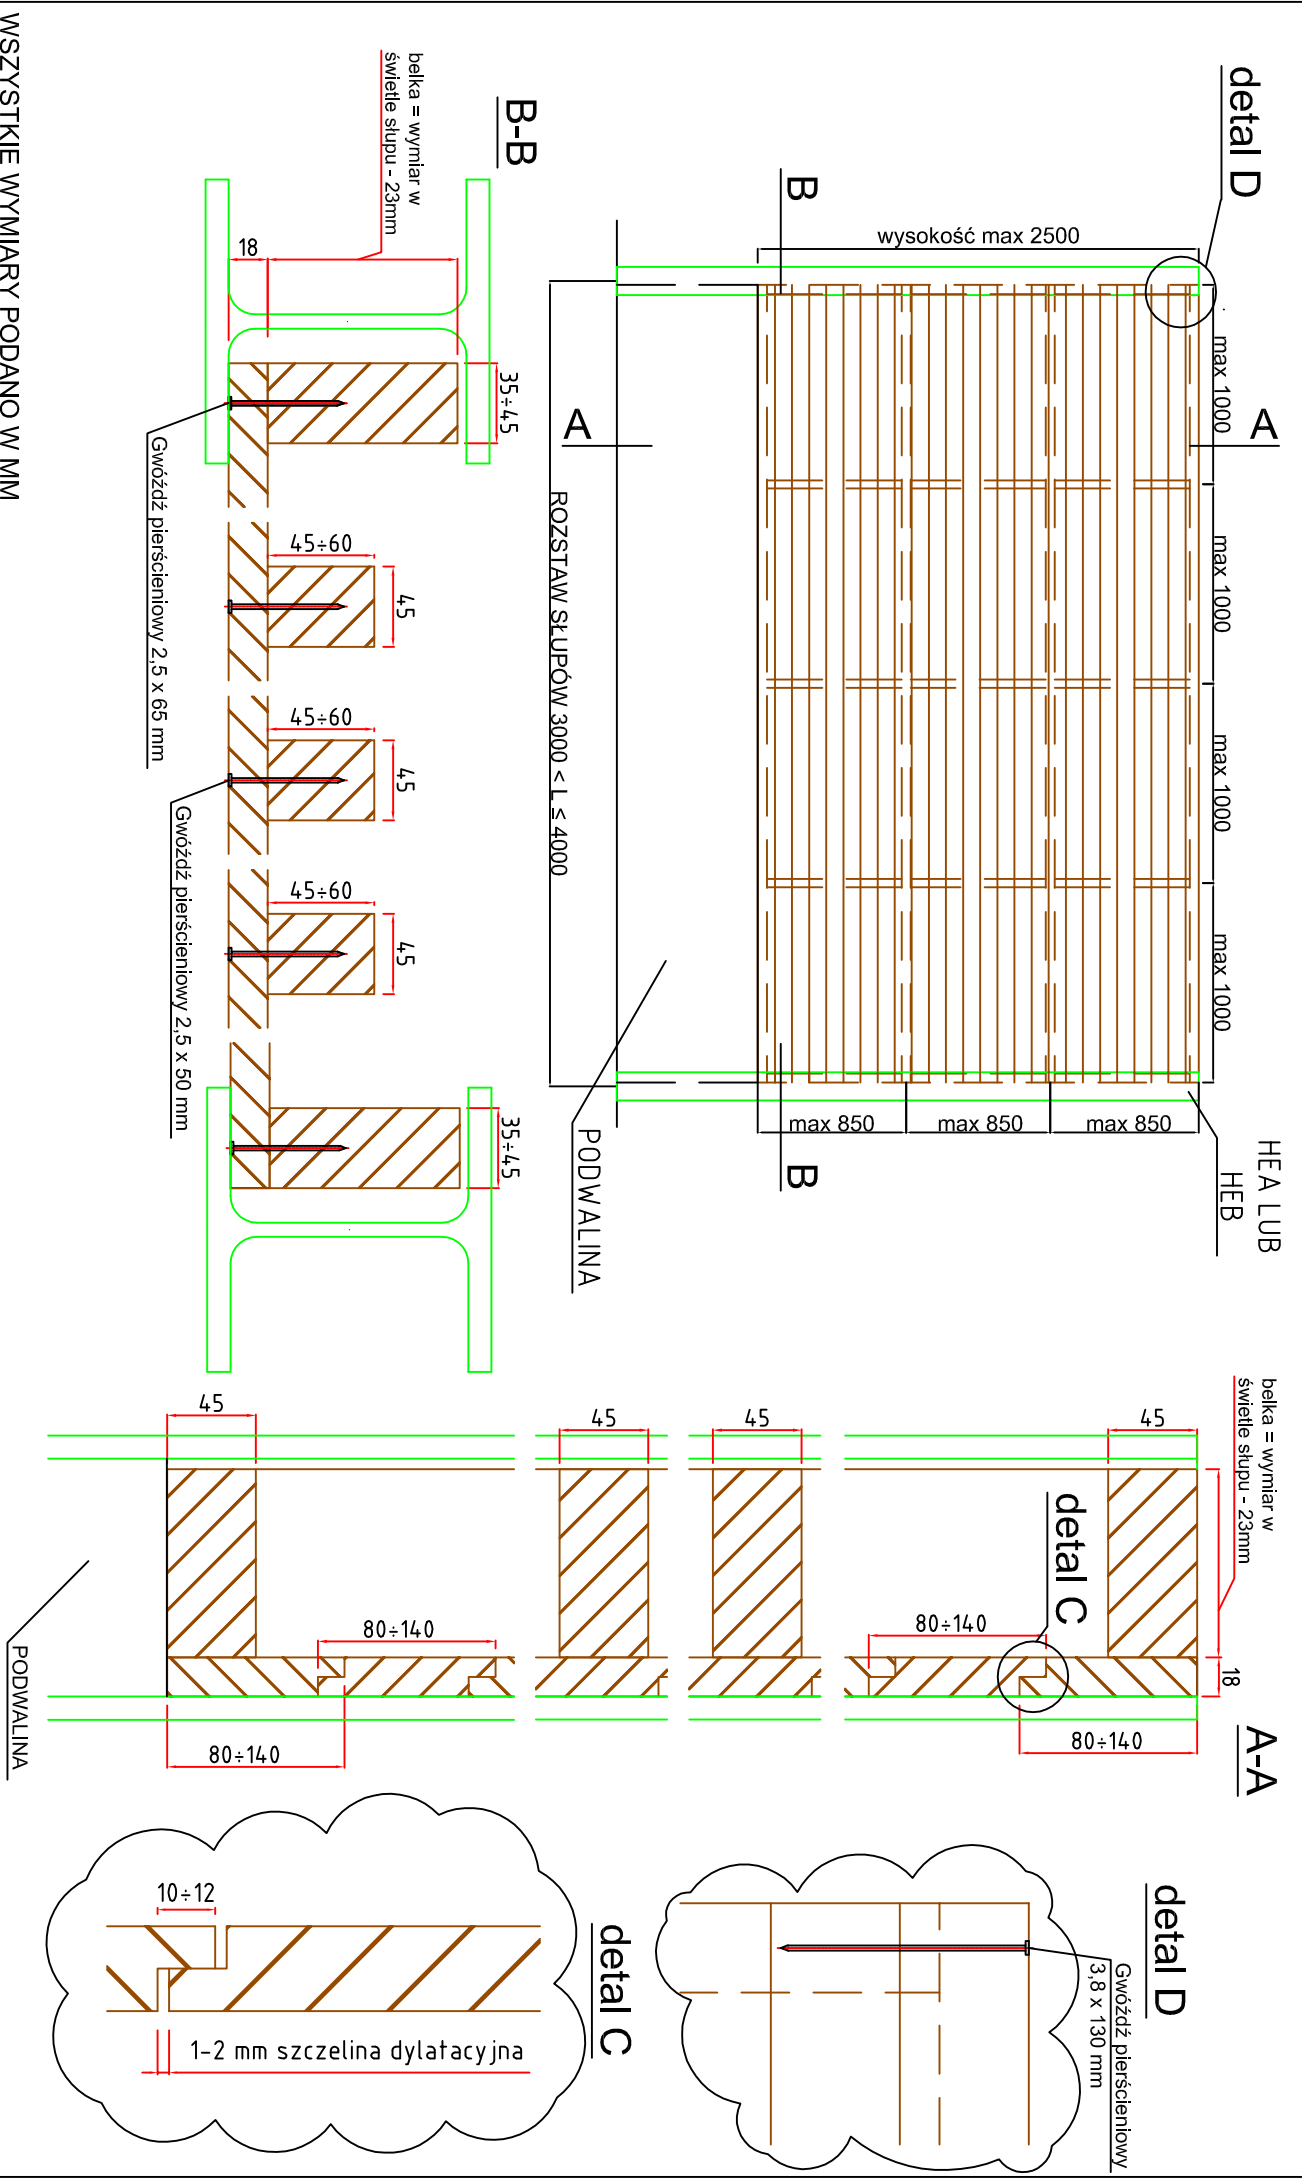 detal D
B
wysokość max 2500
A
A
max 1000
max 1000
max 1000
max 1000
ROZSTAW SŁUPÓW 3000 < L ≤ 4000
max 850
max 850
max 850
B
HEA LUB
HEB
PODWALINA
B-B
belka = wymiar w
świetle słupu - 23mm
18
35÷45
45÷60
45
45÷60
45
45÷60
45
35÷45
Gwóźdź pierścieniowy 2,5 x 65 mm
Gwóźdź pierścieniowy 2,5 x 50 mm
A-A
belka = wymiar w
świetle słupu - 23mm
45
45
45
45
18
detal C
80÷140
80÷140
80÷140
80÷140
PODWALINA
detal D
Gwóźdź pierścieniowy
3,8 x 130 mm
detal C
10÷12
1-2 mm szczelina dylatacyjna
WSZYSTKIE WYMIARY PODANO W MM